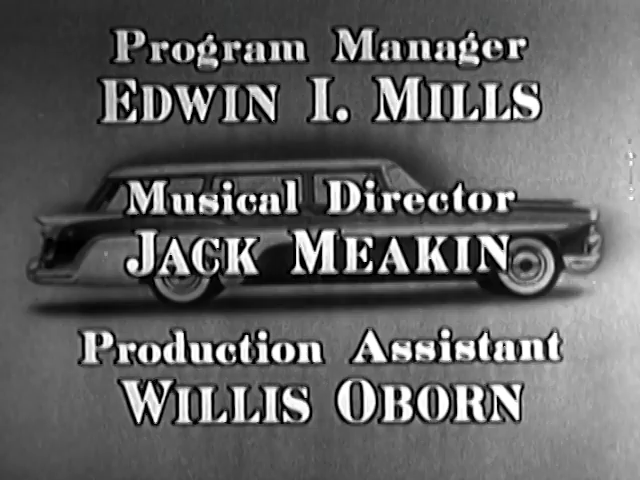 Program Manager
EDWIN I. MILLS
Musical Director
JACK MEAKIN
Production Assistant
WILLIS OBORN